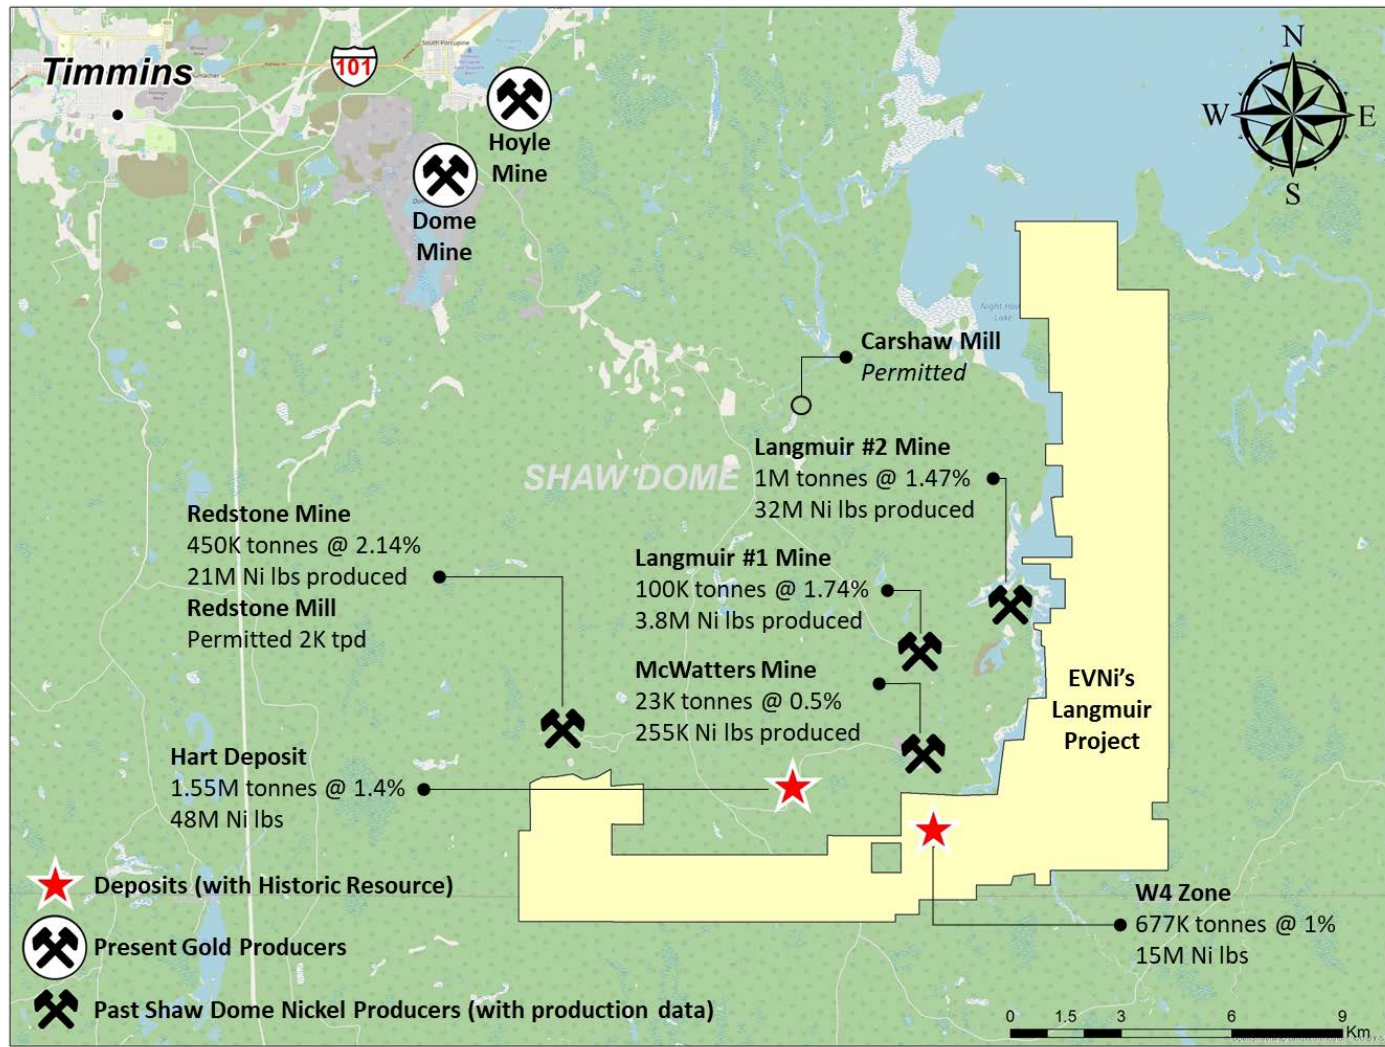 Timmins
101
South Porcupine
Hoyle
Mine
Dome
Mine
N
W
E
S
Carshaw Mill
Permitted
Langmuir #2 Mine
1M tonnes @ 1.47%
32M Ni lbs produced
SHAW DOME
Redstone Mine
450K tonnes @ 2.14%
21M Ni lbs produced
Redstone Mill
Permitted 2K tpd
Langmuir #1 Mine
100K tonnes @ 1.74%
3.8M Ni lbs produced
McWatters Mine
23K tonnes @ 0.5%
255K Ni lbs produced
EVNi’s
Langmuir
Project
Hart Deposit
1.55M tonnes @ 1.4%
48M Ni lbs
W4 Zone
677K tonnes @ 1%
15M Ni lbs
Deposits (with Historic Resource)
Present Gold Producers
Past Shaw Dome Nickel Producers (with production data)
0 1.5 3 6 9
Km